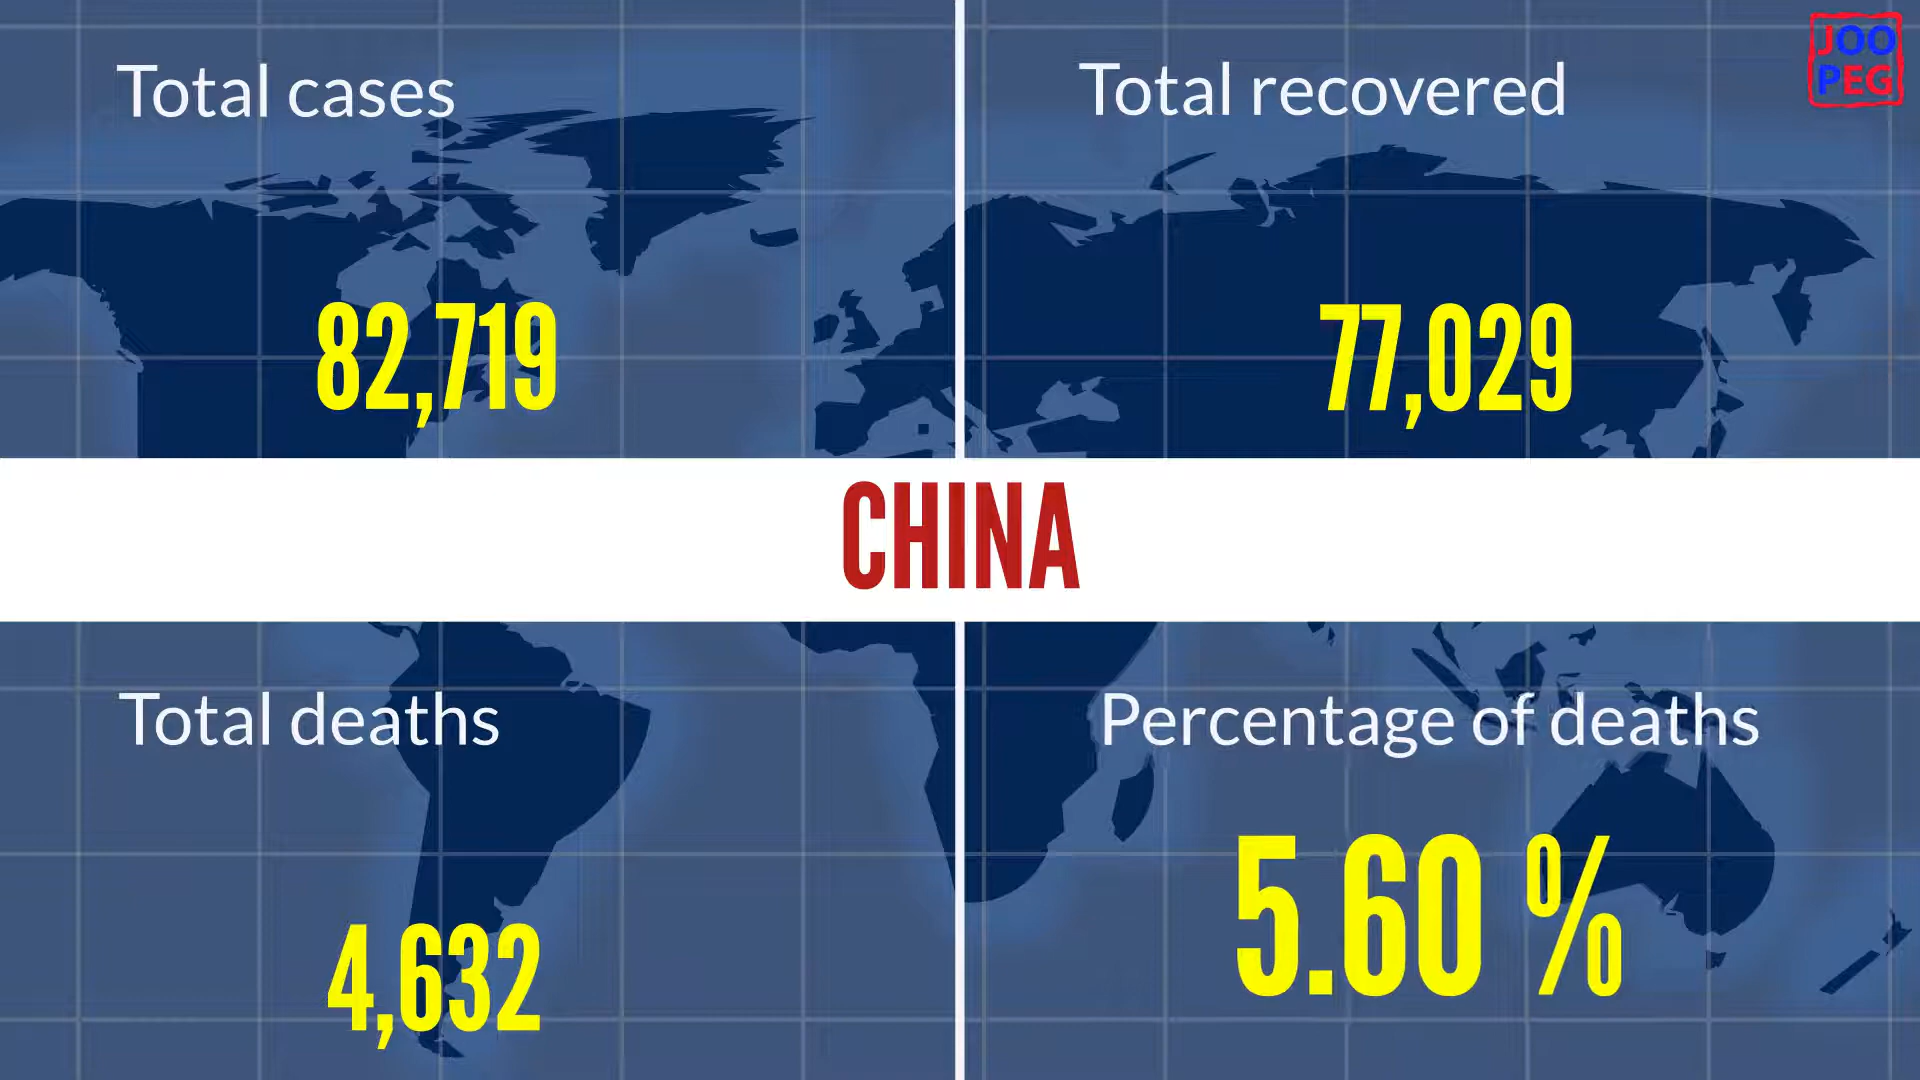 Total cases
Total recovered
JOO
PEG
82,719
77,029
CHINA
Total deaths
Percentage of deaths
4,632
5.60 %